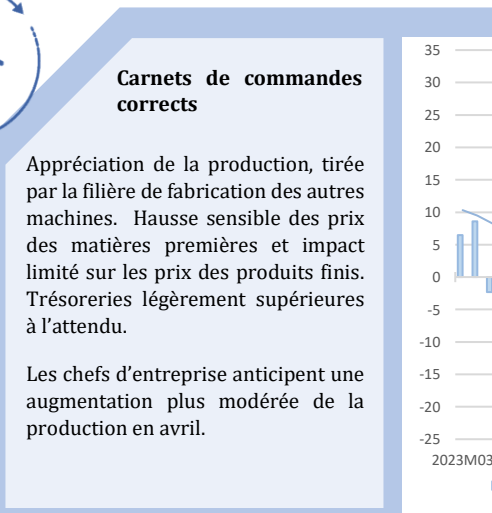 Carnets de commandes
corrects
Appréciation de la production, tirée
par la filière de fabrication des autres
machines. Hausse sensible des prix
des matières premières et impact
limité sur les prix des produits finis.
Trésoreries légèrement supérieures
à l'attendu.
Les chefs d'entreprise anticipent une
augmentation plus modérée de la
production en avril.
35
30
25
20
15
10
5
0
-5
-10
-15
-20
-25
2023M03